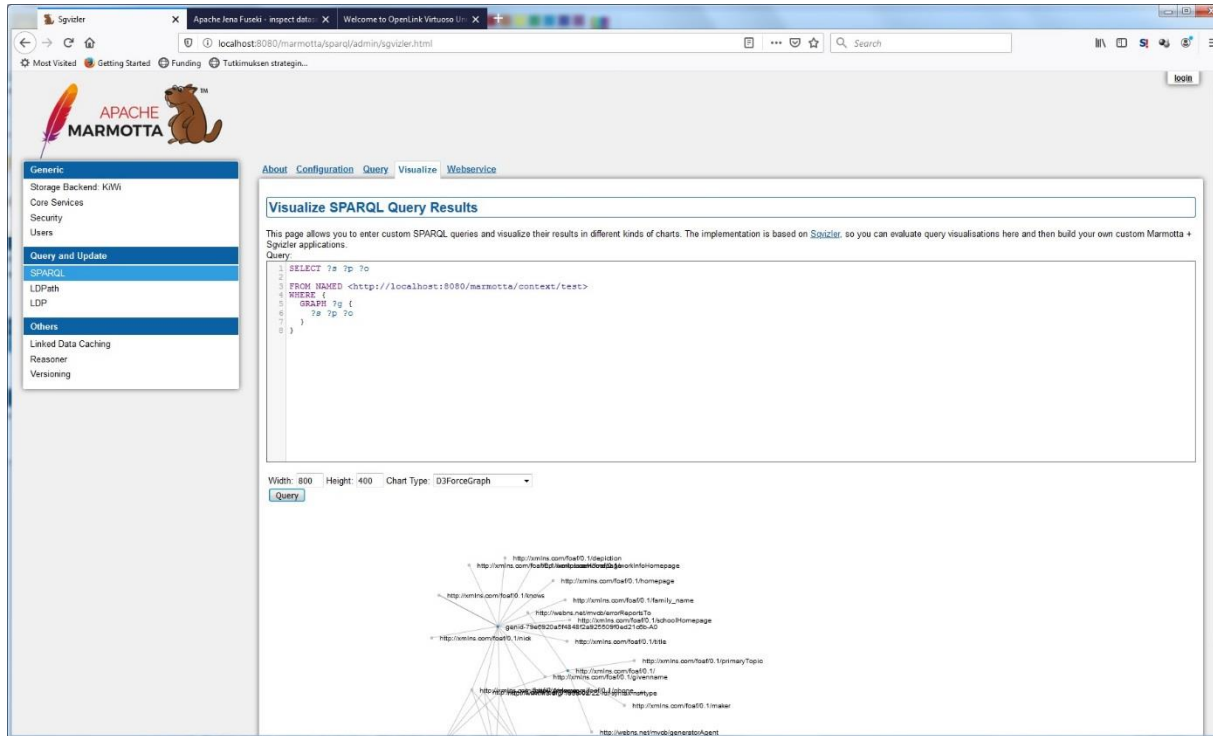 Sgvizler
Apache Jena Fuseki - inspect datas
Welcome to OpenLink Virtuoso Un
localhost:8080/marmotta/sparql/admin/sgvizler.html
Search
Most Visited Getting Started Funding Tutkimuksen strategin...
login
APACHE
MARMOTTA
TM
Generic
Storage Backend: KiWi
Core Services
Security
Users
Query and Update
SPARQL
LDPath
LDP
Others
Linked Data Caching
Reasoner
Versioning
About Configuration Query Visualize Webservice
Visualize SPARQL Query Results
This page allows you to enter custom SPARQL queries and visualize their results in different kinds of charts. The implementation is based on Sgvizler, so you can evaluate query visualisations here and then build your own custom Marmotta +
Sgvizler applications.
Query:
1 SELECT ?s ?p ?o
2
3 FROM NAMED <http://localhost:8080/marmotta/context/test>
4 WHERE {
5 GRAPH ?g {
6 ?s ?p ?o
7 }
8 }
Width: 800 Height: 400 Chart Type: D3ForceGraph
Query
http://xmlns.com/foaf/0.1/depiction
http://xmlns.com/foaf/0.1/homepage
http://xmlns.com/foaf/0.1/knows
http://xmlns.com/foaf/0.1/family_name
http://webns.net/mvcb/errorReportsTo
http://xmlns.com/foaf/0.1/schoolHomepage
http://xmlns.com/foaf/0.1/nick
http://xmlns.com/foaf/0.1/title
http://xmlns.com/foaf/0.1/primaryTopic
http://xmlns.com/foaf/0.1/
http://xmlns.com/foaf/0.1/givenname
http://xmlns.com/foaf/0.1/maker
http://webns.net/mvcb/generatorAgent